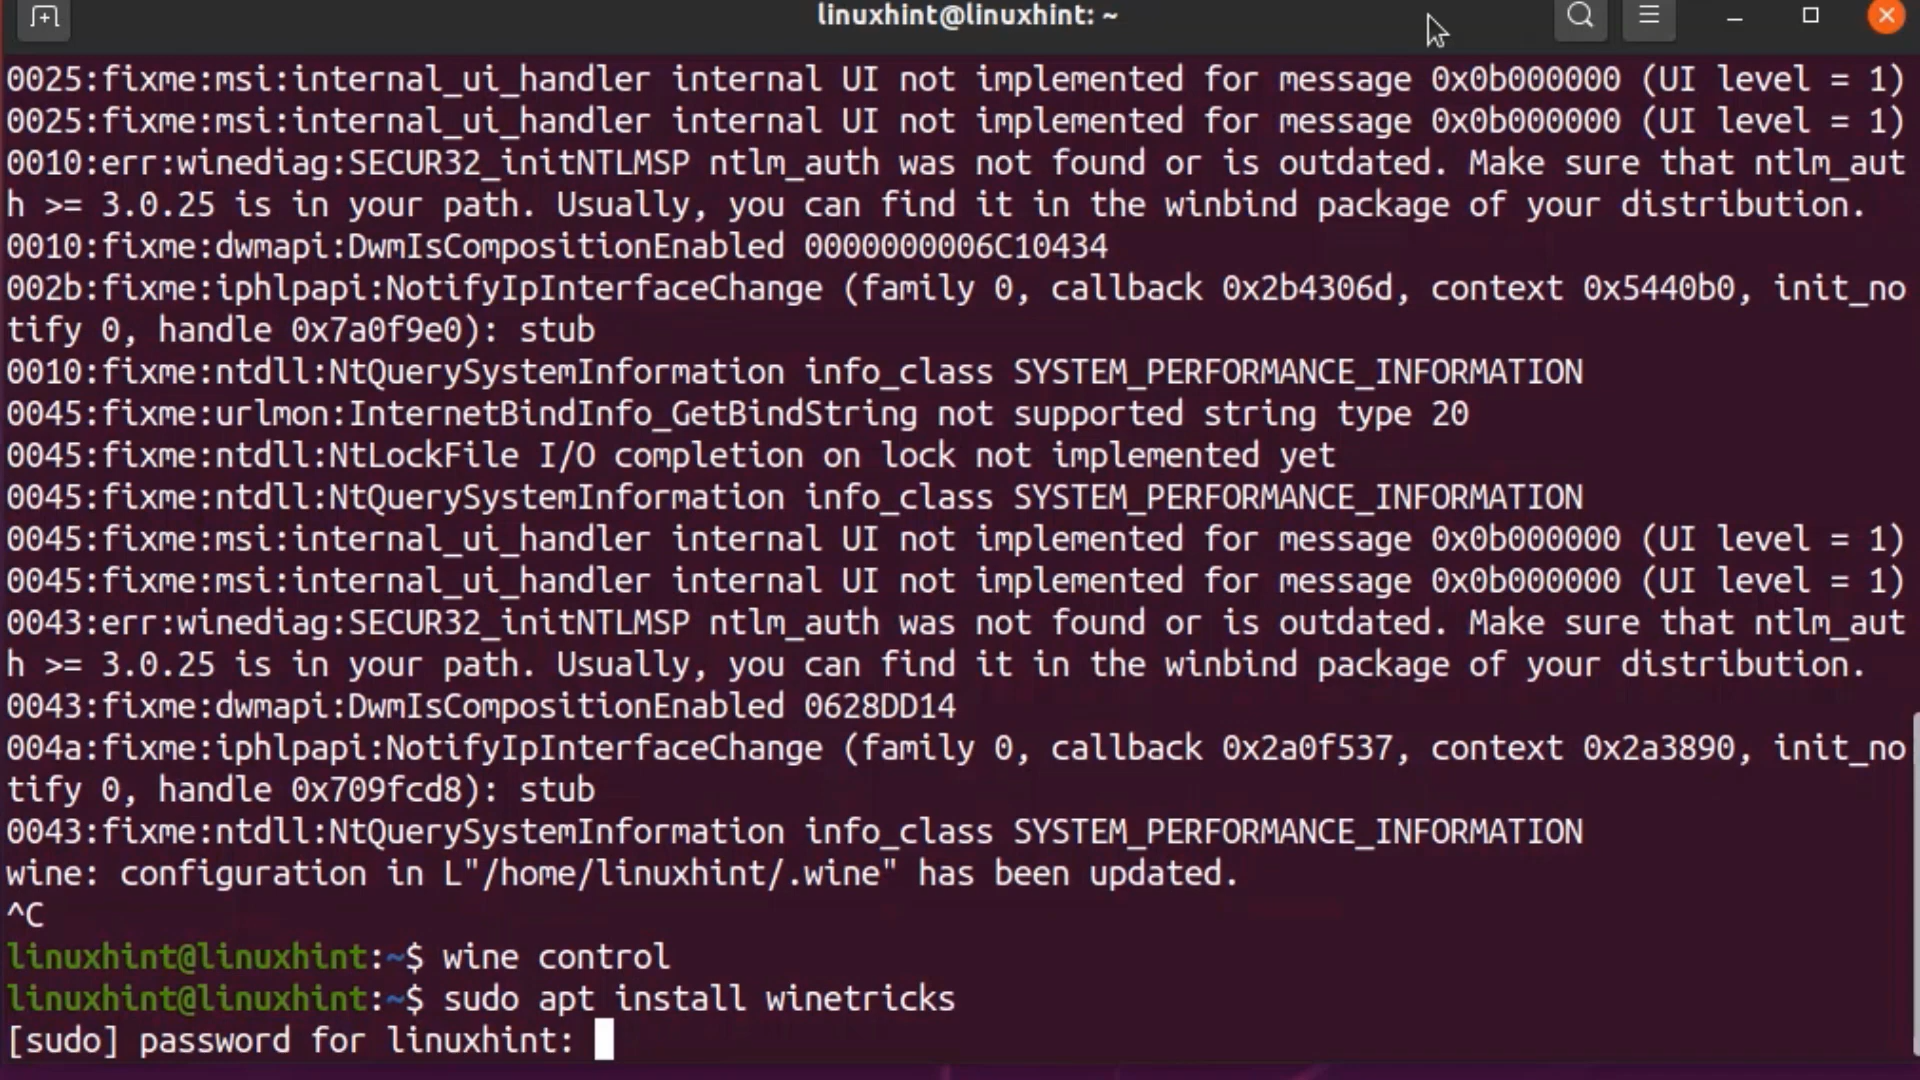 linuxhint@linuxhint: ~
0025:fixme:msi:internal_ui_handler internal UI not implemented for message 0x0b000000 (UI level = 1)
0025:fixme:msi:internal_ui_handler internal UI not implemented for message 0x0b000000 (UI level = 1)
0010:err:winediag:SECUR32_initNTLMSP ntlm_auth was not found or is outdated. Make sure that ntlm_aut
h >= 3.0.25 is in your path. Usually, you can find it in the winbind package of your distribution.
0010:fixme:dwmapi:DwmIsCompositionEnabled 0000000006C10434
002b:fixme:iphlpapi:NotifyIpInterfaceChange (family 0, callback 0x2b4306d, context 0x5440b0, init_no
tify 0, handle 0x7a0f9e0): stub
0010:fixme:ntdll:NtQuerySystemInformation info_class SYSTEM_PERFORMANCE_INFORMATION
0045:fixme:urlmon:InternetBindInfo_GetBindString not supported string type 20
0045:fixme:ntdll:NtLockFile I/O completion on lock not implemented yet
0045:fixme:ntdll:NtQuerySystemInformation info_class SYSTEM_PERFORMANCE_INFORMATION
0045:fixme:msi:internal_ui_handler internal UI not implemented for message 0x0b000000 (UI level = 1)
0045:fixme:msi:internal_ui_handler internal UI not implemented for message 0x0b000000 (UI level = 1)
0043:err:winediag:SECUR32_initNTLMSP ntlm_auth was not found or is outdated. Make sure that ntlm_aut
h >= 3.0.25 is in your path. Usually, you can find it in the winbind package of your distribution.
0043:fixme:dwmapi:DwmIsCompositionEnabled 0628DD14
004a:fixme:iphlpapi:NotifyIpInterfaceChange (family 0, callback 0x2a0f537, context 0x2a3890, init_no
tify 0, handle 0x709fcd8): stub
0043:fixme:ntdll:NtQuerySystemInformation info_class SYSTEM_PERFORMANCE_INFORMATION
wine: configuration in L"/home/linuxhint/.wine" has been updated.
^C
linuxhint@linuxhint:~$ wine control
linuxhint@linuxhint:~$ sudo apt install winetricks
[sudo] password for linuxhint: